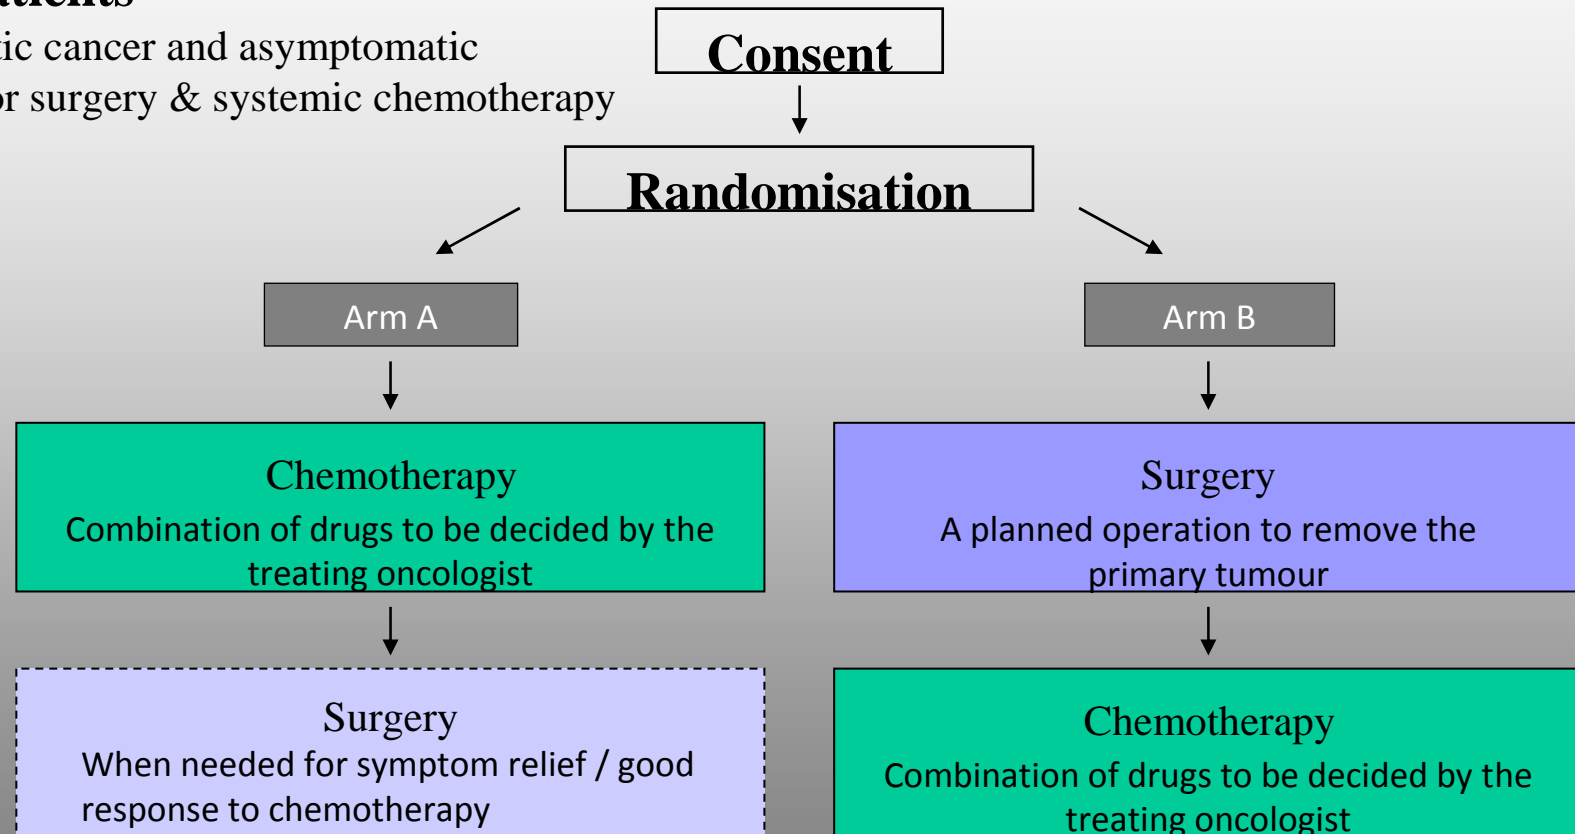 tic cancer and asymptomatic
or surgery & systemic chemotherapy
Consent
Randomisation
Arm A
Arm B
Chemotherapy
Combination of drugs to be decided by the
treating oncologist
Surgery
A planned operation to remove the
primary tumour
Surgery
When needed for symptom relief / good
response to chemotherapy
Chemotherapy
Combination of drugs to be decided by the
treating oncologist